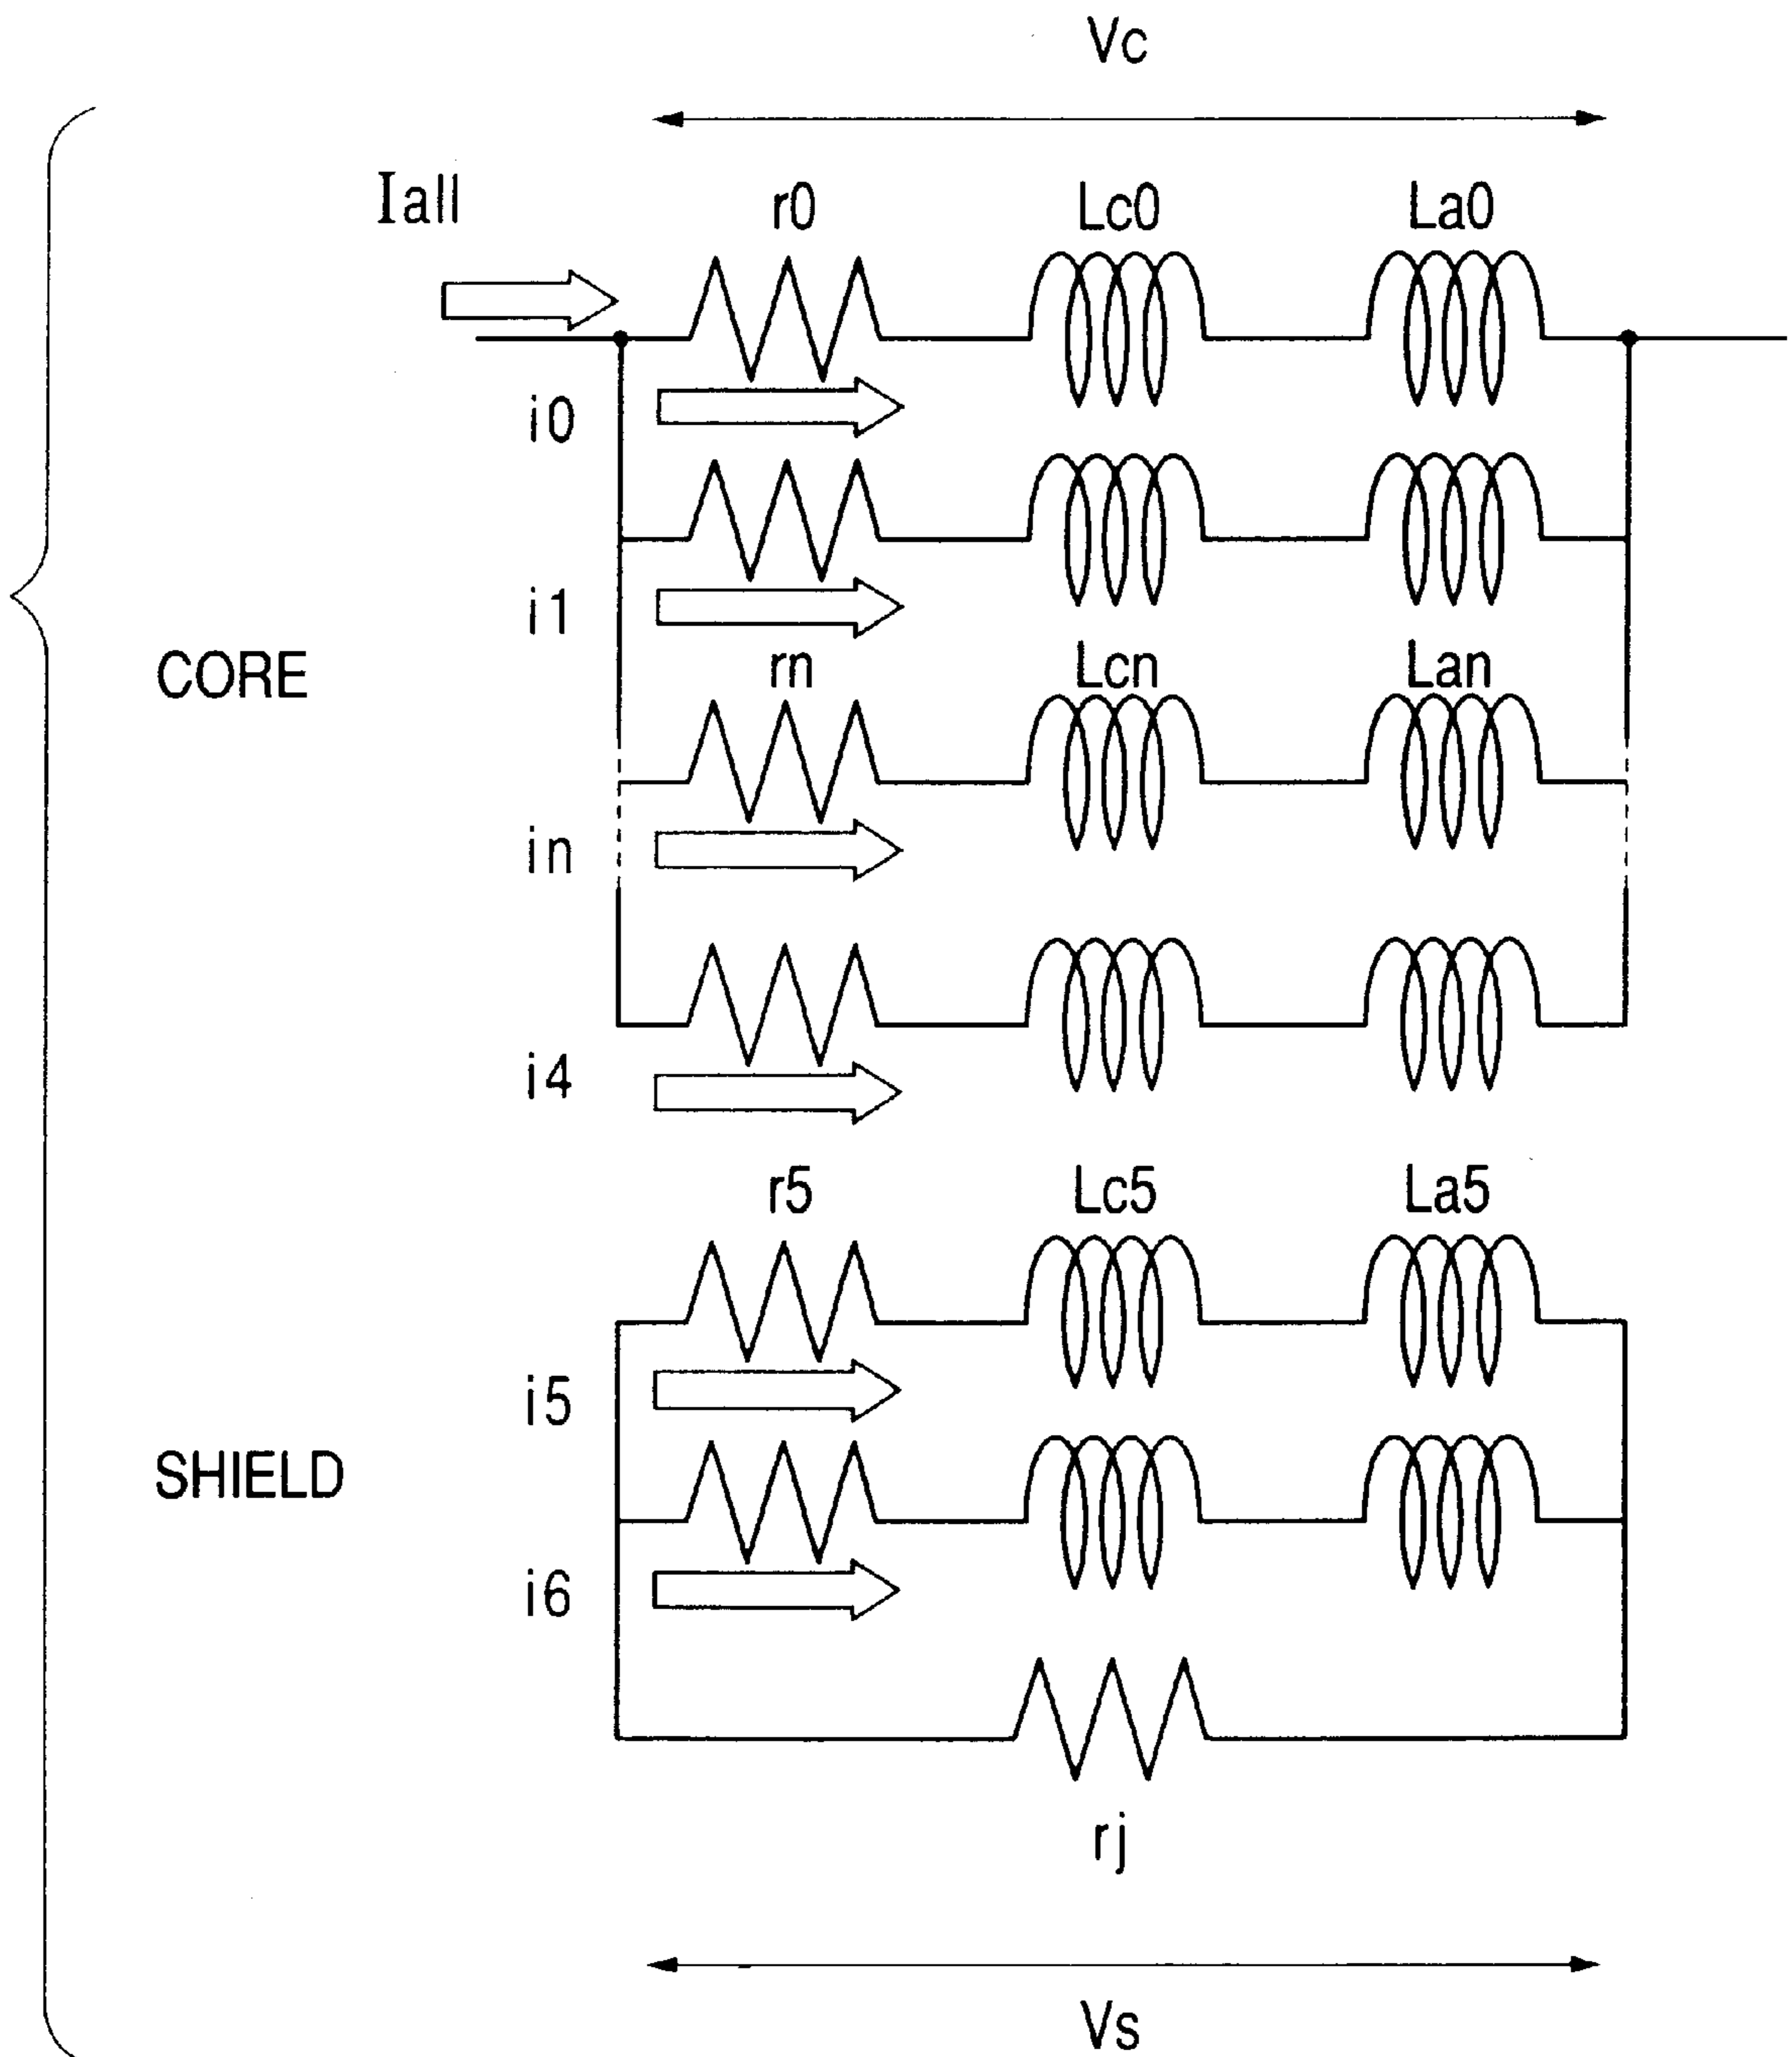 Vc
Iall
r0 Lc0 La0
i0
i1
CORE
rn Lcn Lan
in
i4
r5 Lc5 La5
i5
SHIELD
i6
rj
Vs